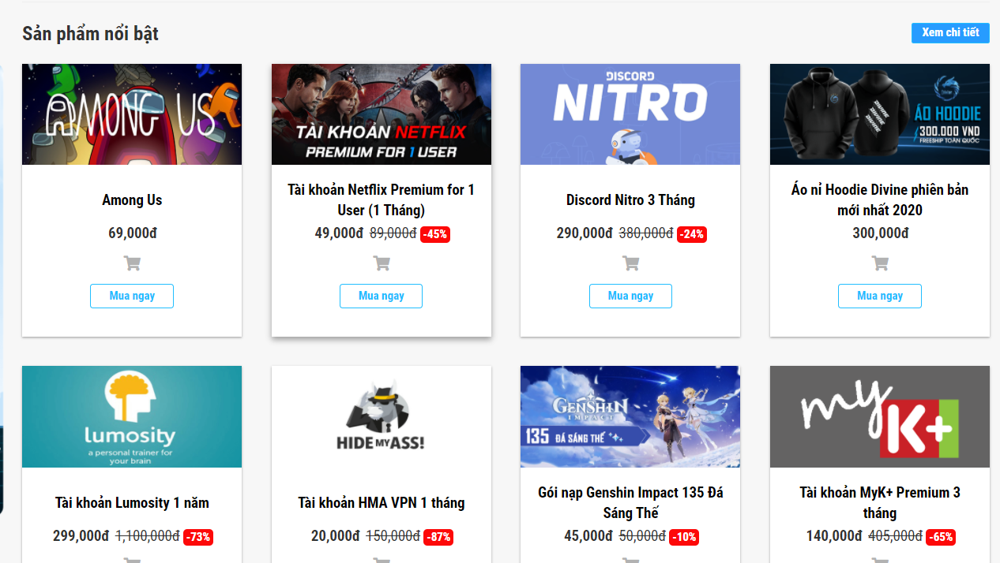 Sản phẩm nổi bật
Xem chi tiết
AMONG US
TÀI KHOẢN NETFLIX
PREMIUM FOR 1 USER
DISCORD
NITRO
DIVINE
DIVINE
DIVINE
ÁO HOODIE
300.000 VND
FREESHIP TOÀN QUỐC
Among Us
69,000đ
Mua ngay
Tài khoản Netflix Premium for 1
User (1 Tháng)
49,000đ 89,000đ -45%
Mua ngay
Discord Nitro 3 Tháng
290,000đ 380,000đ -24%
Mua ngay
Áo nỉ Hoodie Divine phiên bản
mới nhất 2020
300,000đ
Mua ngay
lumosity
a personal trainer for
your brain
HIDE MY ASS!
GENSHIN
IMPACT
135 ĐÁ SÁNG THẾ
my
K+
Tài khoản Lumosity 1 năm
299,000đ 1,100,000đ -73%
Tài khoản HMA VPN 1 tháng
20,000đ 150,000đ -87%
Gói nạp Genshin Impact 135 Đá
Sáng Thế
45,000đ 50,000đ -10%
Tài khoản MyK+ Premium 3
tháng
140,000đ 405,000đ -65%